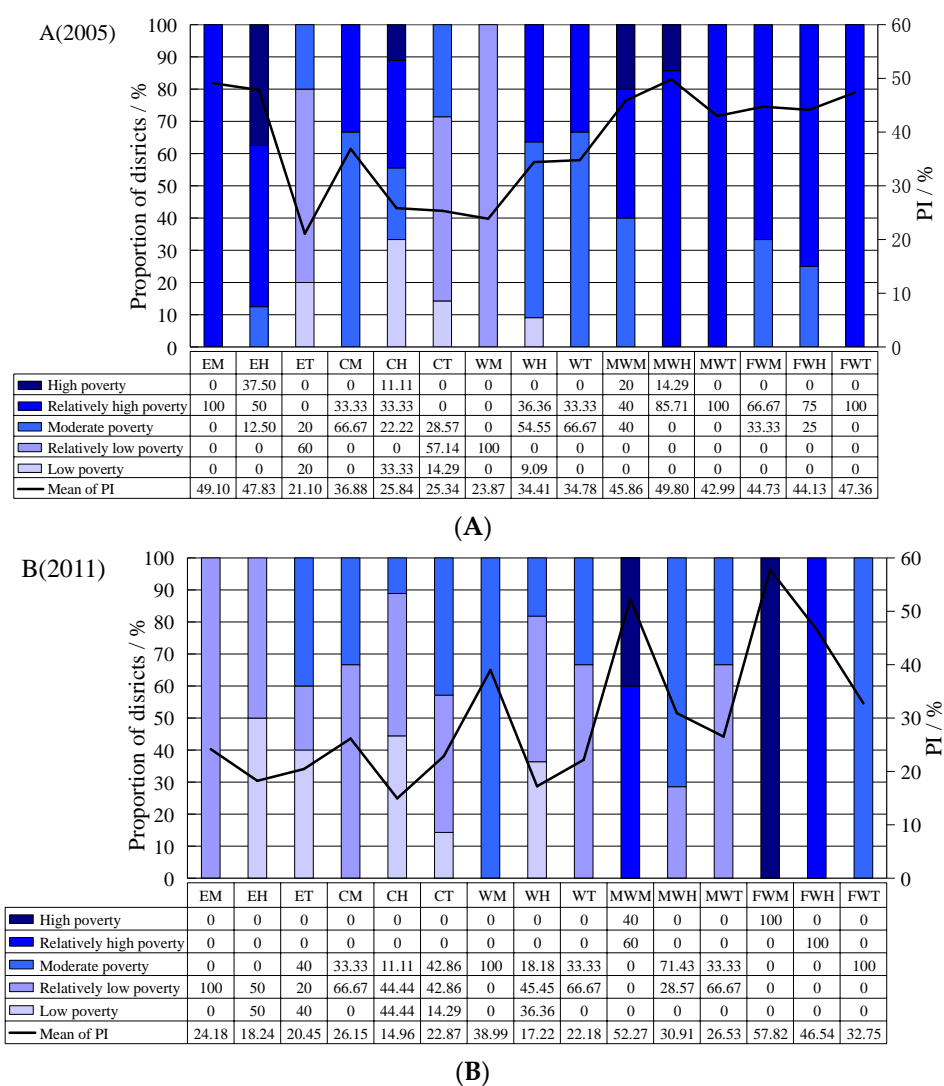 A(2005)
Proportion of disricts / %
100
90
80
70
60
50
40
30
20
10
0
60
50
40
30
20
10
0
PI / %
EM EH ET CM CH CT WM WH WT MWM MWH MWT FWM FWH FWT
High poverty 0 37.50 0 0 11.11 0 0 0 0 20 14.29 0 0 0 0
Relatively high poverty 100 50 0 33.33 33.33 0 0 36.36 33.33 40 85.71 100 66.67 75 100
Moderate poverty 0 12.50 20 66.67 22.22 28.57 0 54.55 66.67 40 0 0 33.33 25 0
Relatively low poverty 0 0 60 0 0 57.14 100 0 0 0 0 0 0 0 0
Low poverty 0 0 20 0 33.33 14.29 0 9.09 0 0 0 0 0 0 0
Mean of PI 49.10 47.83 21.10 36.88 25.84 25.34 23.87 34.41 34.78 45.86 49.80 42.99 44.73 44.13 47.36
(A)
B(2011)
Proportion of disricts / %
100
90
80
70
60
50
40
30
20
10
0
60
50
40
30
20
10
0
PI / %
EM EH ET CM CH CT WM WH WT MWM MWH MWT FWM FWH FWT
High poverty 0 0 0 0 0 0 0 0 0 40 0 0 100 0 0
Relatively high poverty 0 0 0 0 0 0 0 0 0 60 0 0 0 100 0
Moderate poverty 0 0 40 33.33 11.11 42.86 100 18.18 33.33 0 71.43 33.33 0 0 100
Relatively low poverty 100 50 20 66.67 44.44 42.86 0 45.45 66.67 0 28.57 66.67 0 0 0
Low poverty 0 50 40 0 44.44 14.29 0 36.36 0 0 0 0 0 0 0
Mean of PI 24.18 18.24 20.45 26.15 14.96 22.87 38.99 17.22 22.18 52.27 30.91 26.53 57.82 46.54 32.75
(B)